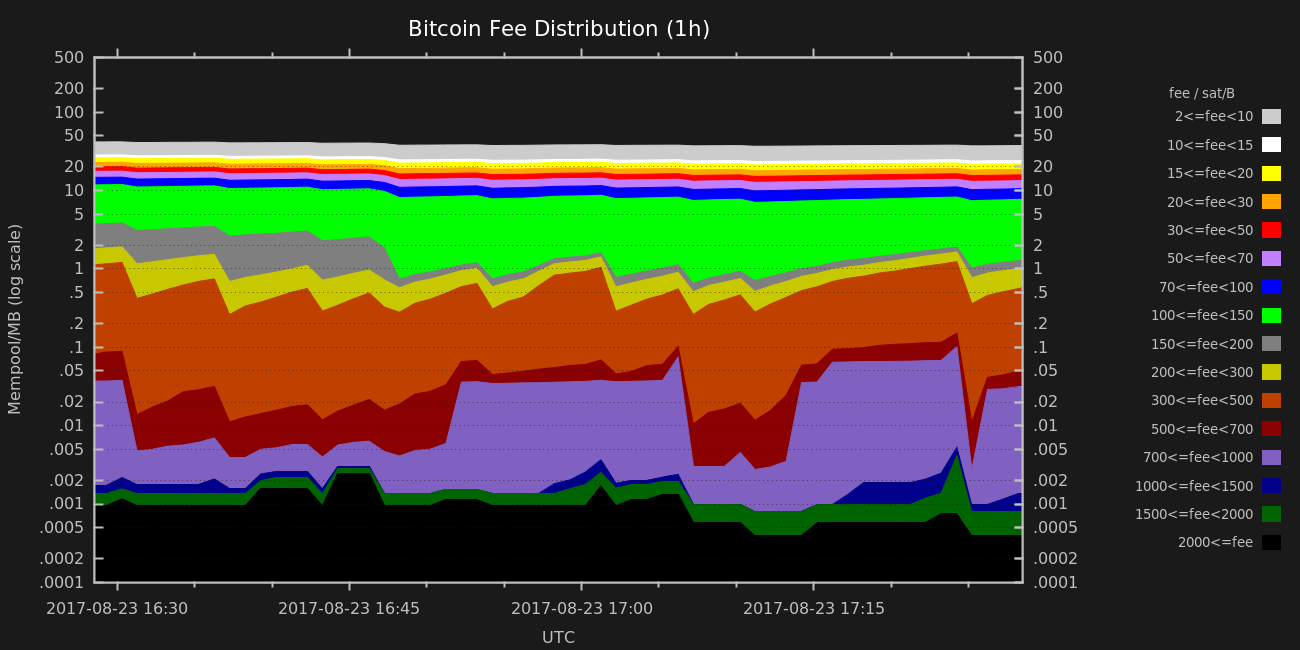 Bitcoin Fee Distribution (1h)
500
200
100
50
20
10
5
2
1
.5
.2
.1
.05
.02
.01
.005
.002
.001
.0005
.0002
.0001
Mempool/MB (log scale)
500
200
100
50
20
10
5
2
1
.5
.2
.1
.05
.02
.01
.005
.002
.001
.0005
.0002
.0001
2017-08-23 16:30
2017-08-23 16:45
2017-08-23 17:00
2017-08-23 17:15
UTC
fee / sat/B
2<=fee<10
10<=fee<15
15<=fee<20
20<=fee<30
30<=fee<50
50<=fee<70
70<=fee<100
100<=fee<150
150<=fee<200
200<=fee<300
300<=fee<500
500<=fee<700
700<=fee<1000
1000<=fee<1500
1500<=fee<2000
2000<=fee